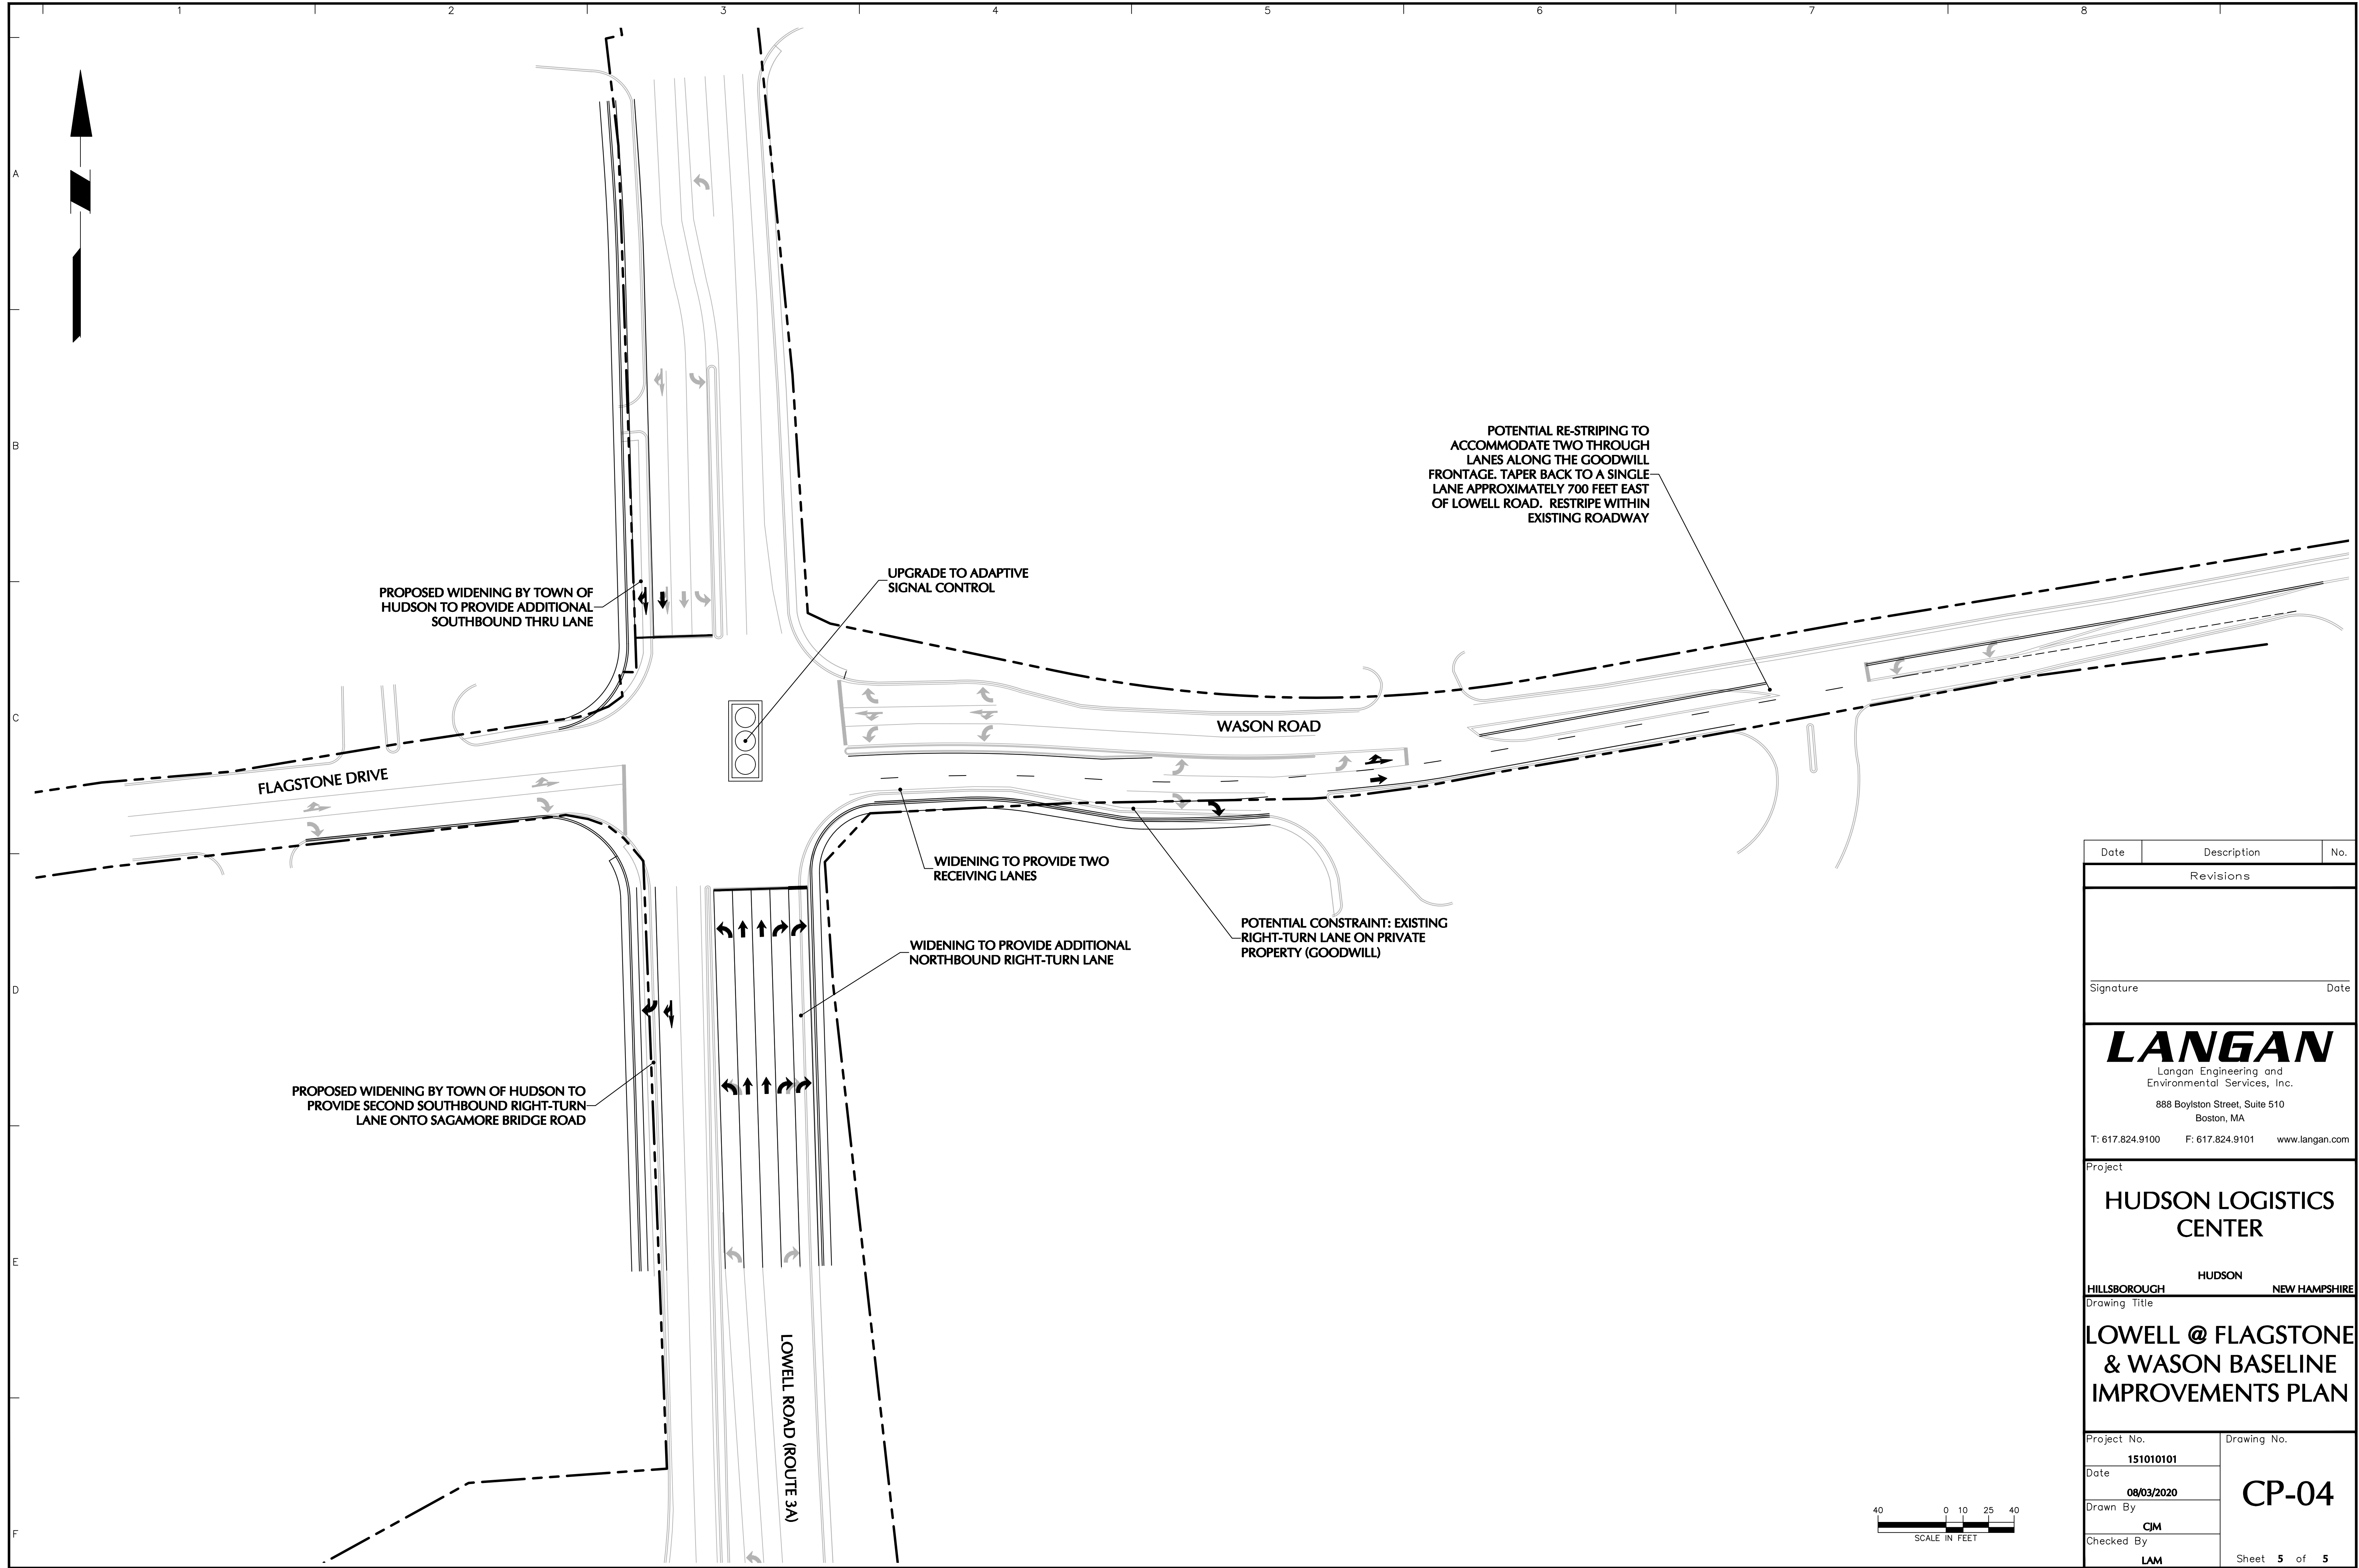 1 2 3 4 5 6 7 8
A
B
C
D
E
F
POTENTIAL RE-STRIPING TO
ACCOMMODATE TWO THROUGH
LANES ALONG THE GOODWILL
FRONTAGE. TAPER BACK TO A SINGLE
LANE APPROXIMATELY 700 FEET EAST
OF LOWELL ROAD. RESTRIPE WITHIN
EXISTING ROADWAY
UPGRADE TO ADAPTIVE
SIGNAL CONTROL
PROPOSED WIDENING BY TOWN OF
HUDSON TO PROVIDE ADDITIONAL
SOUTHBOUND THRU LANE
WASON ROAD
FLAGSTONE DRIVE
WIDENING TO PROVIDE TWO
RECEIVING LANES
POTENTIAL CONSTRAINT: EXISTING
RIGHT-TURN LANE ON PRIVATE
PROPERTY (GOODWILL)
WIDENING TO PROVIDE ADDITIONAL
NORTHBOUND RIGHT-TURN LANE
PROPOSED WIDENING BY TOWN OF HUDSON TO
PROVIDE SECOND SOUTHBOUND RIGHT-TURN
LANE ONTO SAGAMORE BRIDGE ROAD
LOWELL ROAD (ROUTE 3A)
40 0 10 25 40
SCALE IN FEET
Date Description No.
Revisions
Signature Date
LANGAN
Langan Engineering and
Environmental Services, Inc.
888 Boylston Street, Suite 510
Boston, MA
T: 617.824.9100 F: 617.824.9101 www.langan.com
Project
HUDSON LOGISTICS
CENTER
HUDSON
HILLSBOROUGH NEW HAMPSHIRE
Drawing Title
LOWELL @ FLAGSTONE
& WASON BASELINE
IMPROVEMENTS PLAN
Project No.
151010101
Date
08/03/2020
Drawn By
CJM
Checked By
LAM
Drawing No.
CP-04
Sheet 5 of 5